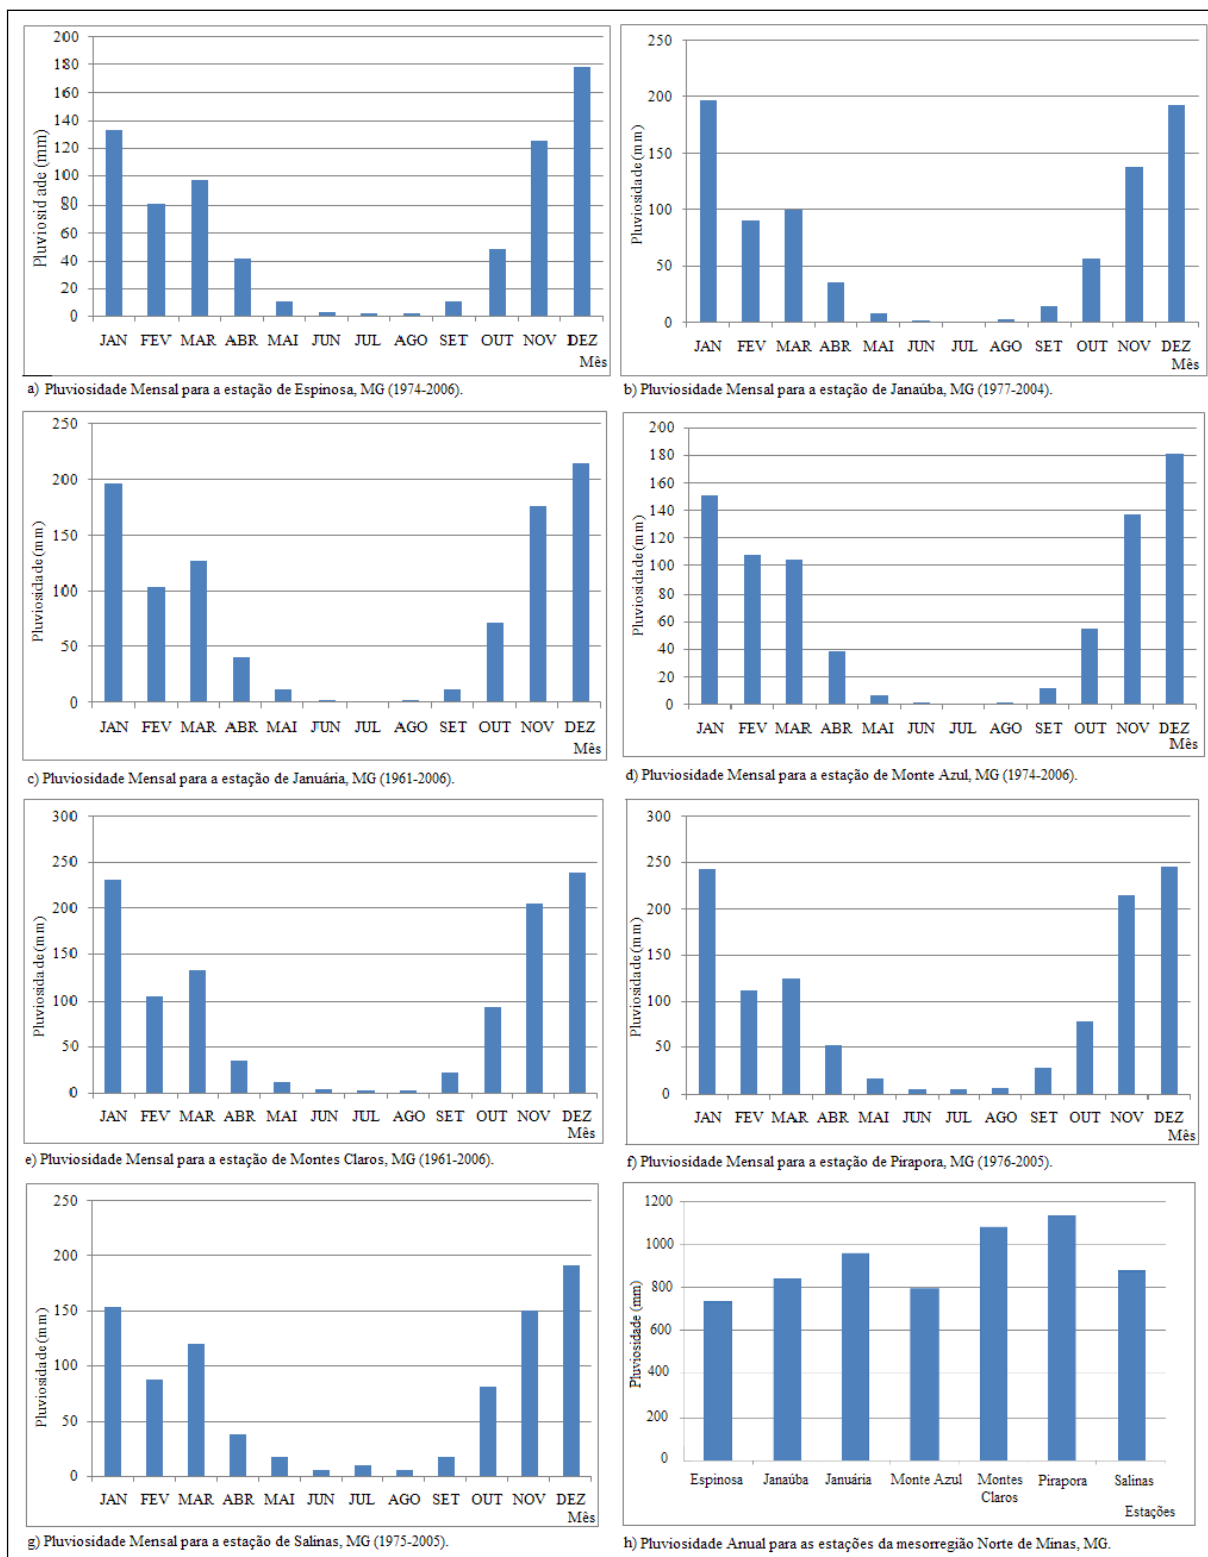 200
180
160
140
120
100
80
60
40
20
0
Pluviosidade (mm)
JAN FEV MAR ABR MAI JUN JUL AGO SET OUT NOV DEZ
Mês
a) Pluviosidade Mensal para a estação de Espinosa, MG (1974-2006).
250
200
150
100
50
0
Pluviosidade (mm)
JAN FEV MAR ABR MAI JUN JUL AGO SET OUT NOV DEZ
Mês
b) Pluviosidade Mensal para a estação de Janaúba, MG (1977-2004).
250
200
150
100
50
0
Pluviosidade (mm)
JAN FEV MAR ABR MAI JUN JUL AGO SET OUT NOV DEZ
Mês
c) Pluviosidade Mensal para a estação de Januária, MG (1961-2006).
200
180
160
140
120
100
80
60
40
20
0
Pluviosidade (mm)
JAN FEV MAR ABR MAI JUN JUL AGO SET OUT NOV DEZ
Mês
d) Pluviosidade Mensal para a estação de Monte Azul, MG (1974-2006).
300
250
200
150
100
50
0
Pluviosidade (mm)
JAN FEV MAR ABR MAI JUN JUL AGO SET OUT NOV DEZ
Mês
e) Pluviosidade Mensal para a estação de Montes Claros, MG (1961-2006).
300
250
200
150
100
50
0
Pluviosidade (mm)
JAN FEV MAR ABR MAI JUN JUL AGO SET OUT NOV DEZ
Mês
f) Pluviosidade Mensal para a estação de Pirapora, MG (1976-2005).
250
200
150
100
50
0
Pluviosidade (mm)
JAN FEV MAR ABR MAI JUN JUL AGO SET OUT NOV DEZ
Mês
g) Pluviosidade Mensal para a estação de Salinas, MG (1975-2005).
1200
1000
800
600
400
200
0
Pluviosidade (mm)
Espinosa Janaúba Januária Monte Azul Montes Pirapora Salinas
Claros
Estações
h) Pluviosidade Anual para as estações da mesorregião Norte de Minas, MG.